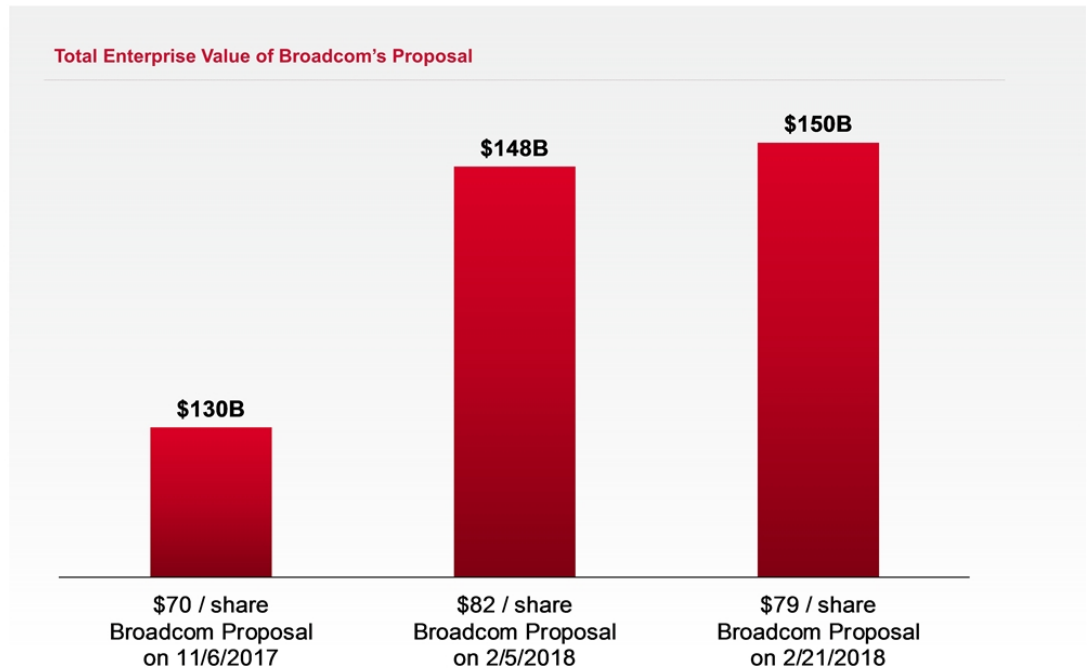 Total Enterprise Value of Broadcom’s Proposal
$130B
$148B
$150B
$70 / share
Broadcom Proposal
on 11/6/2017
$82 / share
Broadcom Proposal
on 2/5/2018
$79 / share
Broadcom Proposal
on 2/21/2018